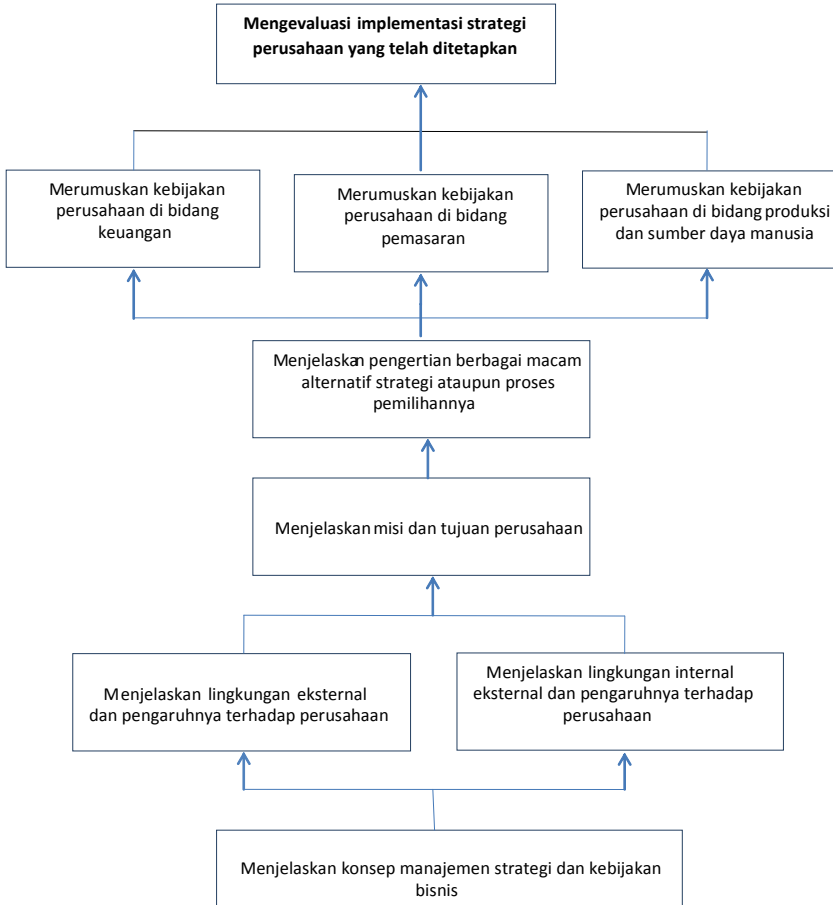 Mengevaluasi implementasi strategi
perusahaan yang telah ditetapkan
Merumuskan kebijakan
perusahaan di bidang
keuangan
Merumuskan kebijakan
perusahaan di bidang
pemasaran
Merumuskan kebijakan
perusahaan di bidang produksi
dan sumber daya manusia
Menjelaskan pengertian berbagai macam
alternatif strategi ataupun proses
pemilihannya
Menjelaskan misi dan tujuan perusahaan
Menjelaskan lingkungan eksternal
dan pengaruhnya terhadap perusahaan
Menjelaskan lingkungan internal
eksternal dan pengaruhnya terhadap
perusahaan
Menjelaskan konsep manajemen strategi dan kebijakan
bisnis